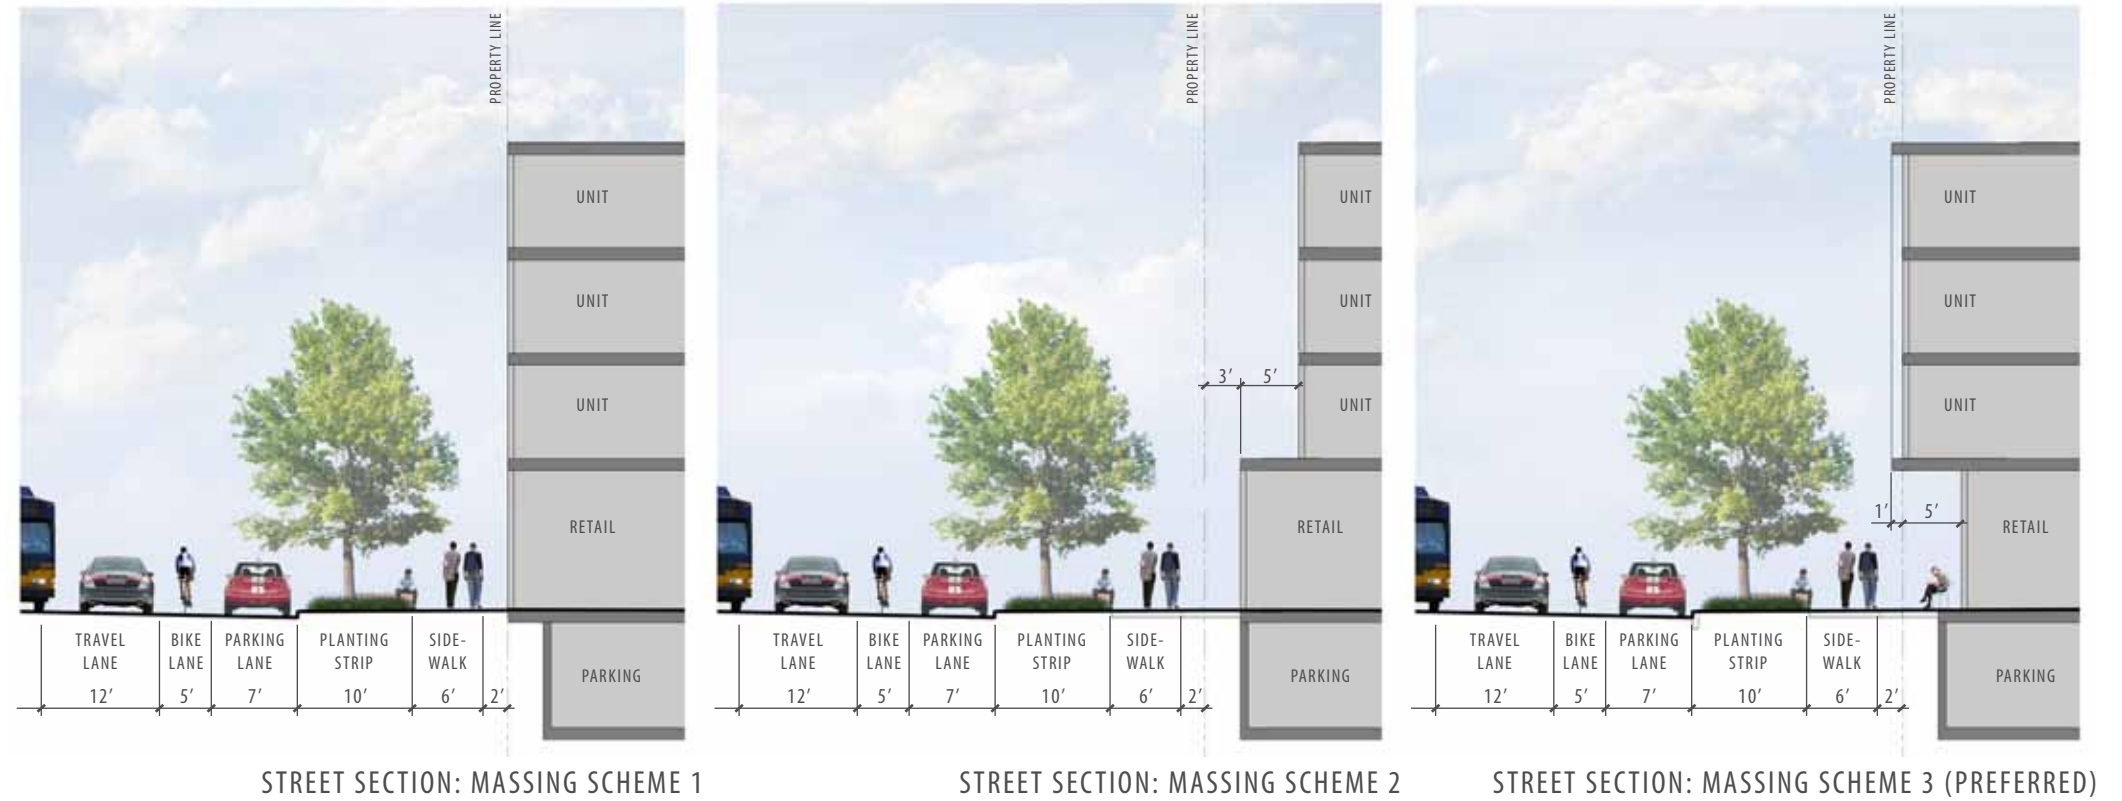 PROPERTY LINE
UNIT
UNIT
UNIT
RETAIL
PARKING
TRAVEL LANE
12'
BIKE LANE
5'
PARKING LANE
7'
PLANTING STRIP
10'
SIDE-
WALK
6'
2'
STREET SECTION: MASSING SCHEME 1
PROPERTY LINE
UNIT
UNIT
3'
5'
UNIT
RETAIL
PARKING
TRAVEL LANE
12'
BIKE LANE
5'
PARKING LANE
7'
PLANTING STRIP
10'
SIDE-
WALK
6'
2'
STREET SECTION: MASSING SCHEME 2
PROPERTY LINE
UNIT
UNIT
UNIT
1'
5'
RETAIL
PARKING
TRAVEL LANE
12'
BIKE LANE
5'
PARKING LANE
7'
PLANTING STRIP
10'
SIDE-
WALK
6'
2'
STREET SECTION: MASSING SCHEME 3 (PREFERRED)